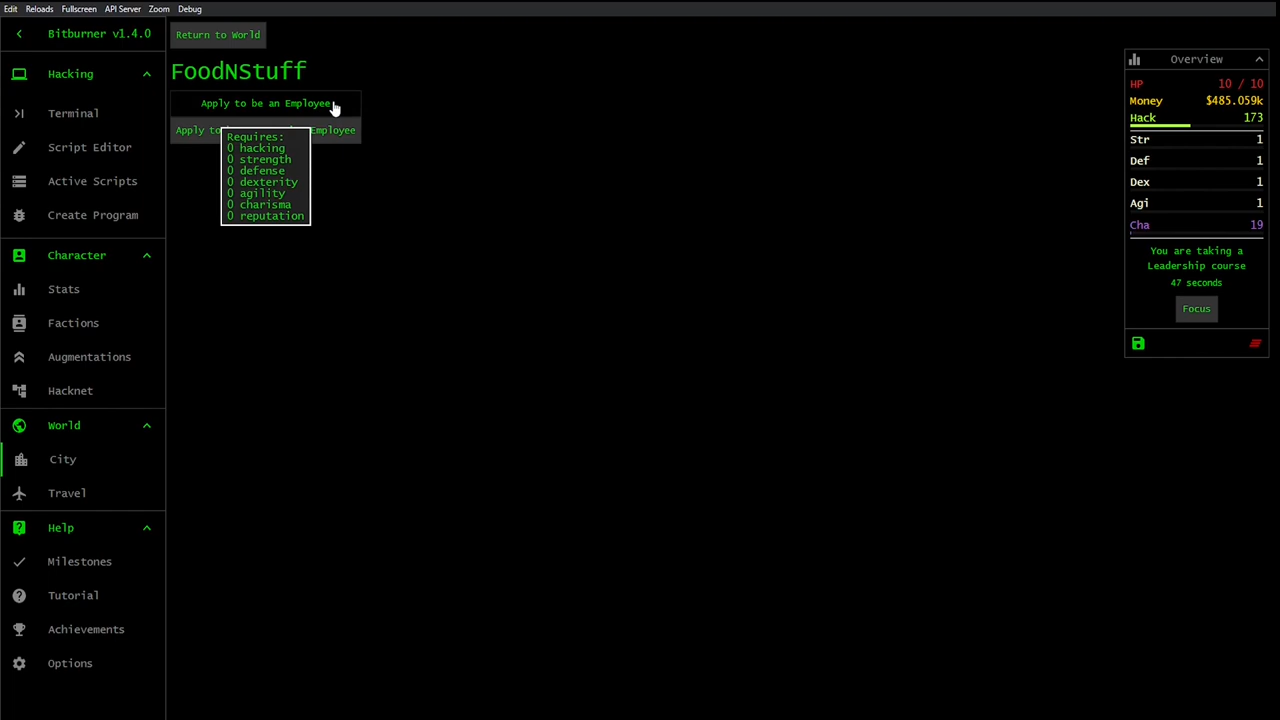 Edit Reloads Fullscreen API Server Zoom Debug
Bitburner v1.4.0
Hacking
Terminal
Script Editor
Active Scripts
Create Program
Character
Stats
Factions
Augmentations
Hacknet
World
City
Travel
Help
Milestones
Tutorial
Achievements
Options
Return to World
FoodNStuff
Apply to be an Employee
Apply to Employee
Requires:
0 hacking
0 strength
0 defense
0 dexterity
0 agility
0 charisma
0 reputation
Overview
HP 10 / 10
Money $485.059k
Hack 173
Str 1
Def 1
Dex 1
Agi 1
Cha 19
You are taking a
Leadership course
47 seconds
Focus